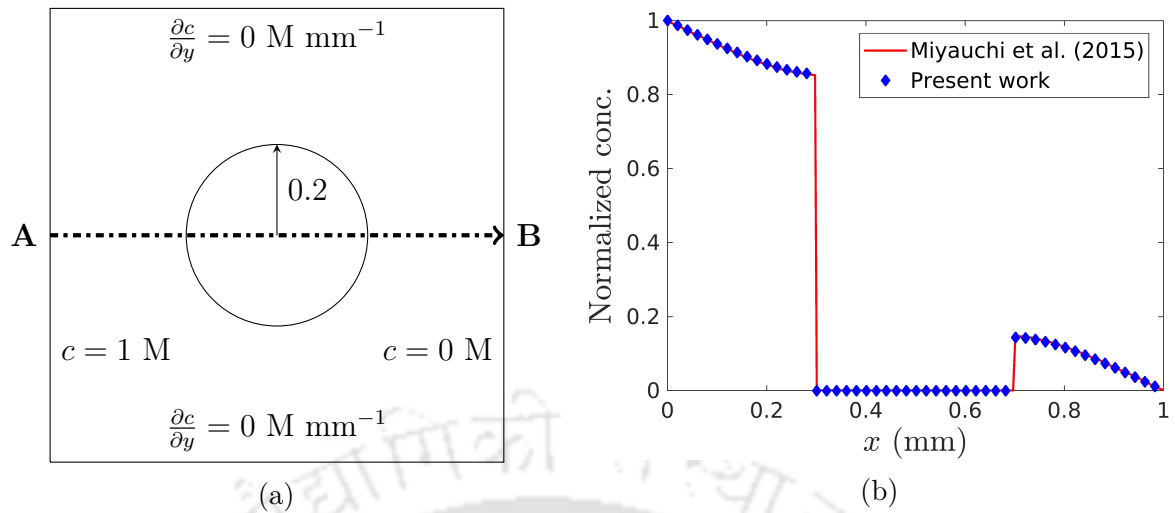 ∂c/∂y = 0 M mm⁻¹
0.2
A
B
c = 1 M
c = 0 M
∂c/∂y = 0 M mm⁻¹
(a)
Normalized conc.
1
0.8
0.6
0.4
0.2
0
Miyauchi et al. (2015)
Present work
0
0.2
0.4
0.6
0.8
1
x (mm)
(b)